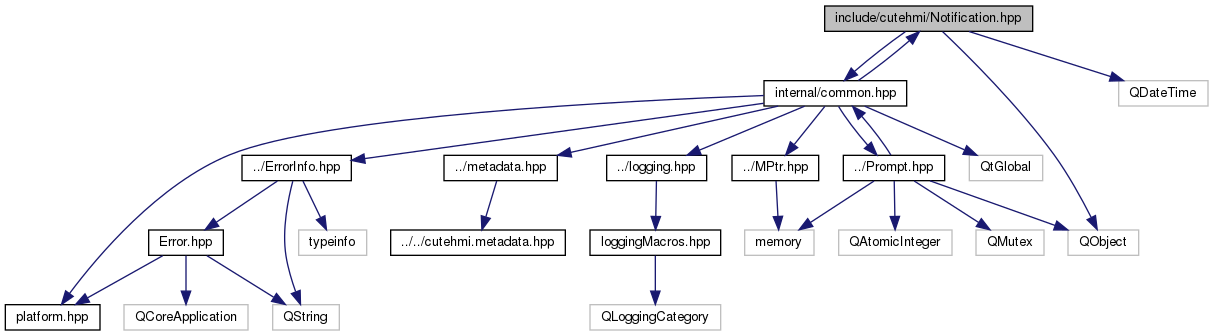 include/cutehmi/Notification.hpp
internal/common.hpp
QDateTime
../ErrorInfo.hpp
../metadata.hpp
../logging.hpp
../MPtr.hpp
../Prompt.hpp
QtGlobal
Error.hpp
typeinfo
../../cutehmi.metadata.hpp
loggingMacros.hpp
memory
QAtomicInteger
QMutex
QObject
platform.hpp
QCoreApplication
QString
QLoggingCategory